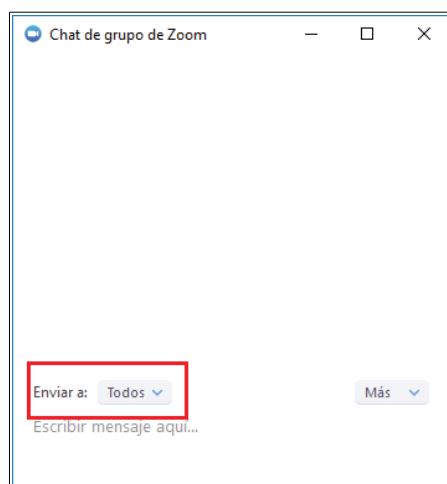 Chat de grupo de Zoom
Enviar a: Todos Más
Escribir mensaje aquí...